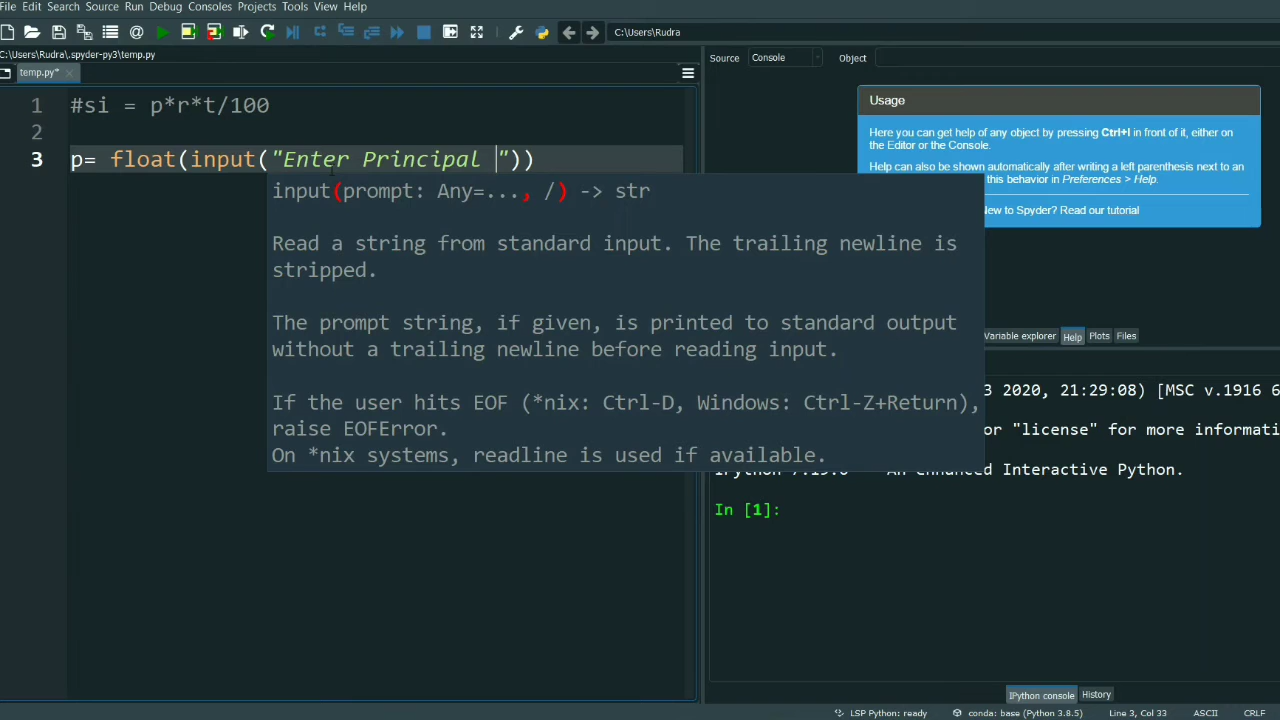 File Edit Search Source Run Debug Consoles Projects Tools View Help
C:\Users\Rudra
C:\Users\Rudra\.spyder-py3\temp.py
temp.py*
Source Console Object
1 #si = p*r*t/100
2
3 p= float(input("Enter Principal "))
input(prompt: Any=..., /) -> str
Read a string from standard input. The trailing newline is
stripped.
The prompt string, if given, is printed to standard output
without a trailing newline before reading input.
If the user hits EOF (*nix: Ctrl-D, Windows: Ctrl-Z+Return),
raise EOFError.
On *nix systems, readline is used if available.
Usage
Here you can get help of any object by pressing Ctrl+I in front of it, either on
the Editor or the Console.
Help can also be shown automatically after writing a left parenthesis next to an
this behavior in Preferences > Help.
New to Spyder? Read our tutorial
Variable explorer Help Plots Files
3 2020, 21:29:08) [MSC v.1916 6
or "license" for more informati
An enhanced Interactive Python.
In [1]:
IPython console History
LSP Python: ready conda: base (Python 3.8.5) Line 3, Col 33 ASCII CRLF